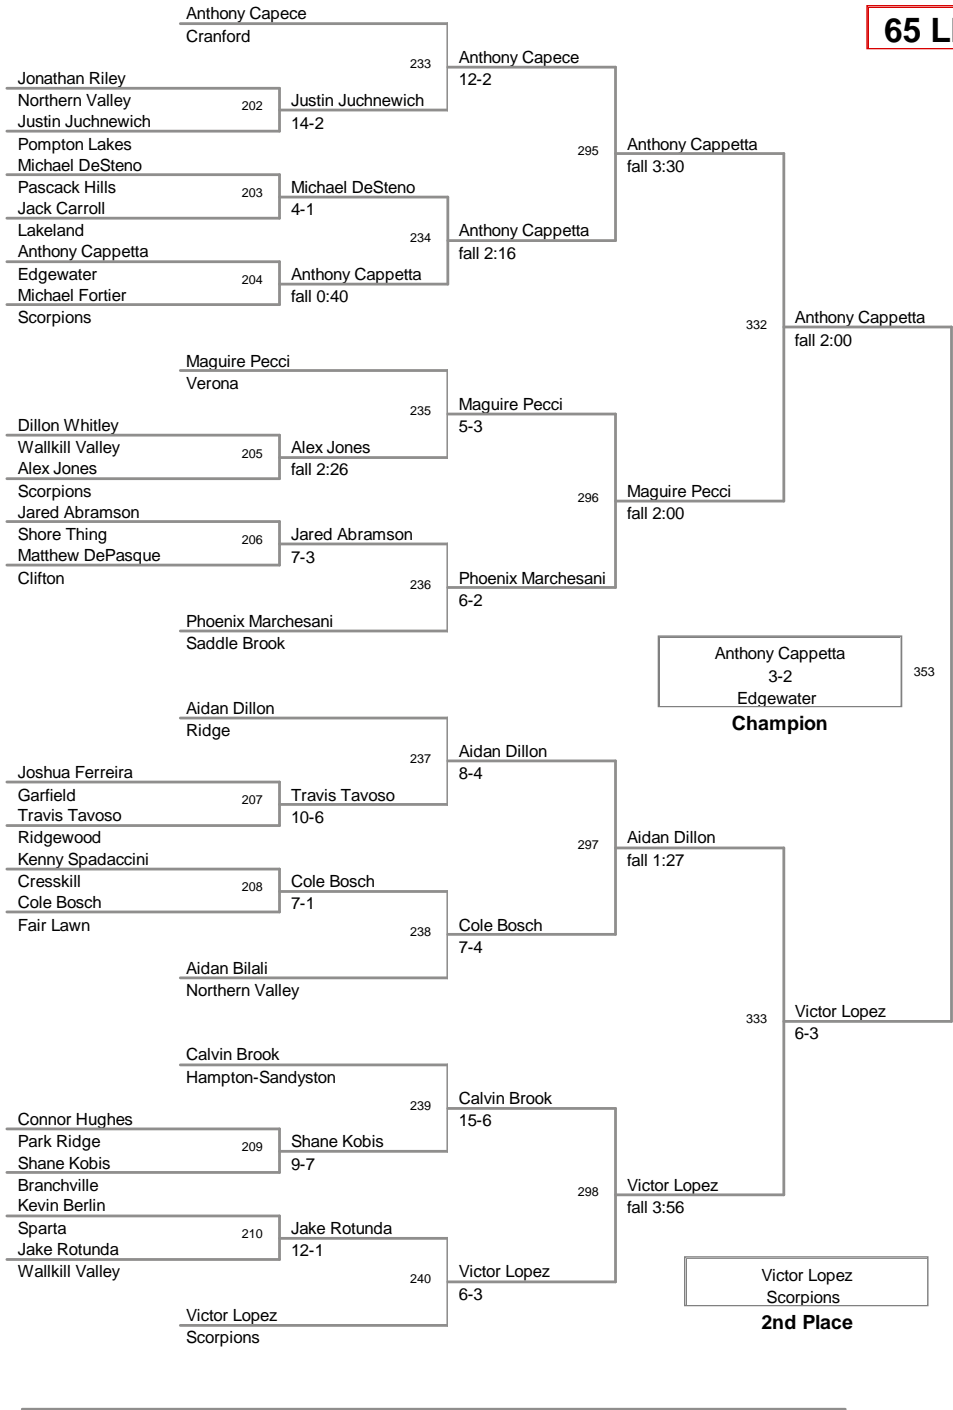 Anthony Capece
Cranford
65 L
233
Anthony Capece
12-2
Jonathan Riley
Northern Valley
202
Justin Juchnewich
Justin Juchnewich
14-2
Pompton Lakes
295
Anthony Cappetta
fall 3:30
Michael DeSteno
Pascack Hills
203
Michael DeSteno
Jack Carroll
4-1
Lakeland
234
Anthony Cappetta
fall 2:16
Anthony Cappetta
Edgewater
204
Anthony Cappetta
Michael Fortier
fall 0:40
Scorpions
332
Anthony Cappetta
fall 2:00
Maguire Pecci
Verona
235
Maguire Pecci
5-3
Dillon Whitley
Wallkill Valley
205
Alex Jones
Alex Jones
fall 2:26
Scorpions
296
Maguire Pecci
fall 2:00
Jared Abramson
Shore Thing
206
Jared Abramson
Matthew DePasque
7-3
Clifton
236
Phoenix Marchesani
6-2
Phoenix Marchesani
Saddle Brook
Anthony Cappetta
3-2
Edgewater
353
Champion
Aidan Dillon
Ridge
237
Aidan Dillon
8-4
Joshua Ferreira
Garfield
207
Travis Tavoso
Travis Tavoso
10-6
Ridgewood
297
Aidan Dillon
fall 1:27
Kenny Spadaccini
Cresskill
208
Cole Bosch
Cole Bosch
7-1
Fair Lawn
238
Cole Bosch
7-4
Aidan Bilali
Northern Valley
333
Victor Lopez
6-3
Calvin Brook
Hampton-Sandyston
239
Calvin Brook
15-6
Connor Hughes
Park Ridge
209
Shane Kobis
Shane Kobis
9-7
Branchville
298
Victor Lopez
fall 3:56
Kevin Berlin
Sparta
210
Jake Rotunda
Jake Rotunda
12-1
Wallkill Valley
240
Victor Lopez
6-3
Victor Lopez
Scorpions
Victor Lopez
Scorpions
2nd Place